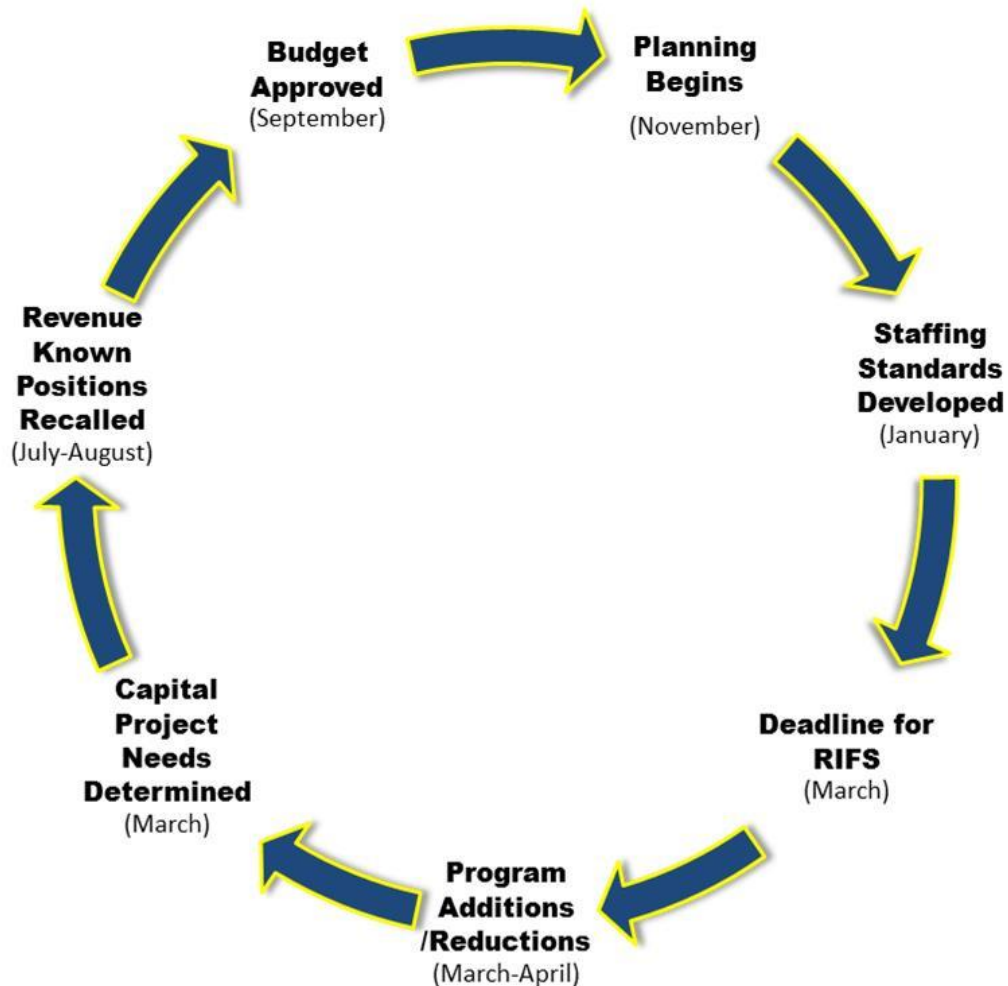 Budget
Approved
(September)
Planning
Begins
(November)
Staffing
Standards
Developed
(January)
Deadline for
RIFS
(March)
Program
Additions
/Reductions
(March-April)
Capital
Project
Needs
Determined
(March)
Revenue
Known
Positions
Recalled
(July-August)